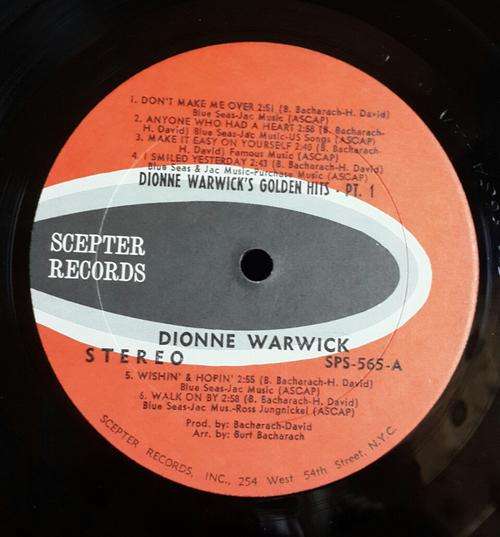 1. DON'T MAKE ME OVER 2:51 (B. Bacharach-H. David)
Blue Seas-Jac Music (ASCAP)
2. ANYONE WHO HAD A HEART 2:58 (B. Bacharach-
H. David) Blue Seas-Jac Music-US Songs (ASCAP)
3. MAKE IT EASY ON YOURSELF 2:40 (B. Bacharach-
H. David) Famous Music (ASCAP)
4. I SMILED YESTERDAY 2:43 (B. Bacharach-H. David)
Blue Seas & Jac Music-Purchase Music (ASCAP)
DIONNE WARWICK'S GOLDEN HITS - PT. 1
SCEPTER
RECORDS
DIONNE WARWICK
STEREO
SPS-565-A
5. WISHIN' & HOPIN' 2:55 (B. Bacharach-H. David)
Blue Seas-Jac Music (ASCAP)
6. WALK ON BY 2:58 (B. Bacharach-H. David)
Blue Seas-Jac Mus.-Ross Jungnickel (ASCAP)
Prod. by: Bacharach-David
Arr. by: Burt Bacharach
SCEPTER RECORDS, INC., 254 West 54th Street, N.Y.C.